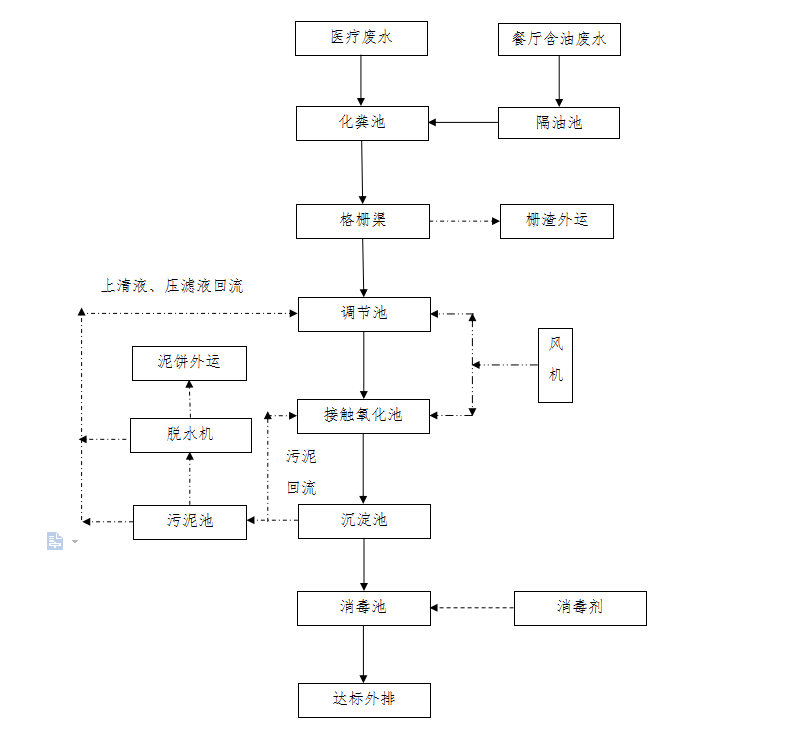 医疗废水
餐厅含油废水
化粪池
隔油池
格栅渠
栅渣外运
上清液、压滤液回流
调节池
风
机
泥饼外运
接触氧化池
脱水机
污泥
回流
污泥池
沉淀池
消毒池
消毒剂
达标外排